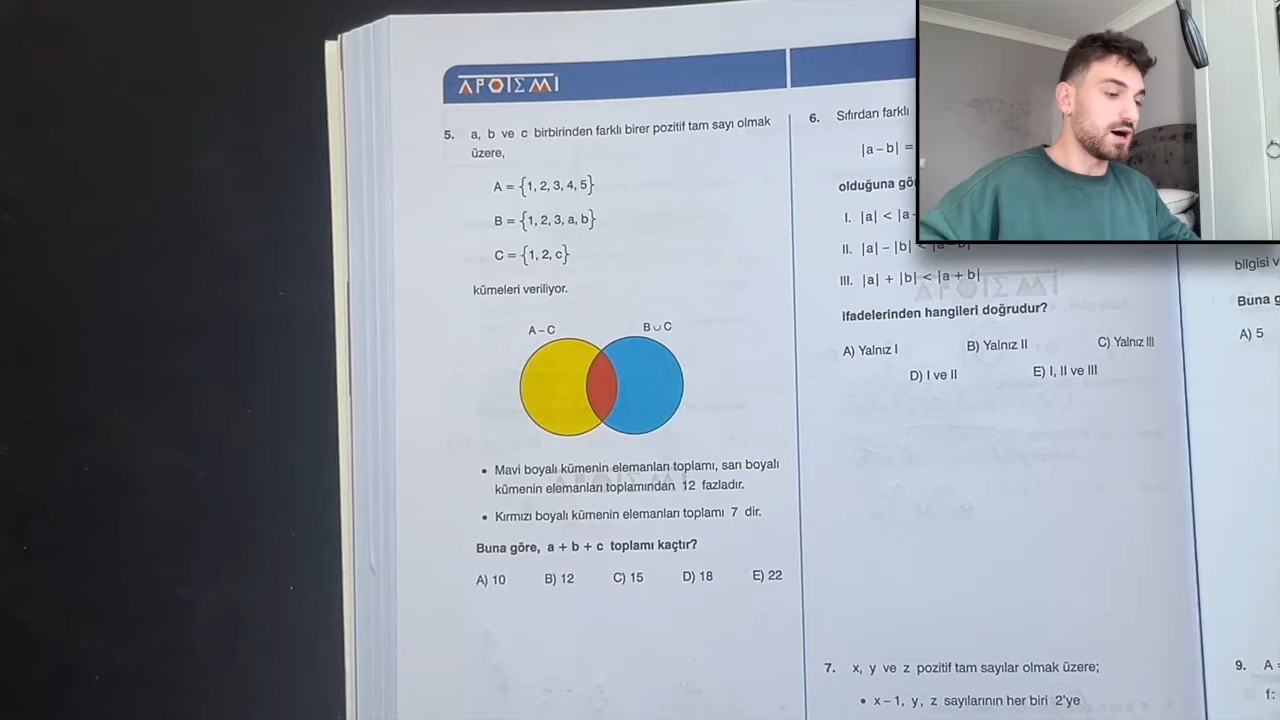 APOTEMİ
5. a, b ve c birbirinden farklı birer pozitif tam sayı olmak
üzere,
A = {1, 2, 3, 4, 5}
B = {1, 2, 3, a, b}
C = {1, 2, c}
kümeleri veriliyor.
A – C
B ∪ C
• Mavi boyalı kümenin elemanları toplamı, sarı boyalı
kümenin elemanları toplamından 12 fazladır.
• Kırmızı boyalı kümenin elemanları toplamı 7 dir.
Buna göre, a + b + c toplamı kaçtır?
A) 10 B) 12 C) 15 D) 18 E) 22
6. Sıfırdan farklı
|a – b| =
olduğuna gö
I. |a| < |a
II. |a| – |b| < |a – b|
III. |a| + |b| < |a + b|
ifadelerinden hangileri doğrudur?
A) Yalnız I B) Yalnız II C) Yalnız III
D) I ve II E) I, II ve III
7. x, y ve z pozitif tam sayılar olmak üzere;
• x – 1, y, z sayılarının her biri 2'ye
bilgisi v
Buna g
A) 5
9. A =
f: